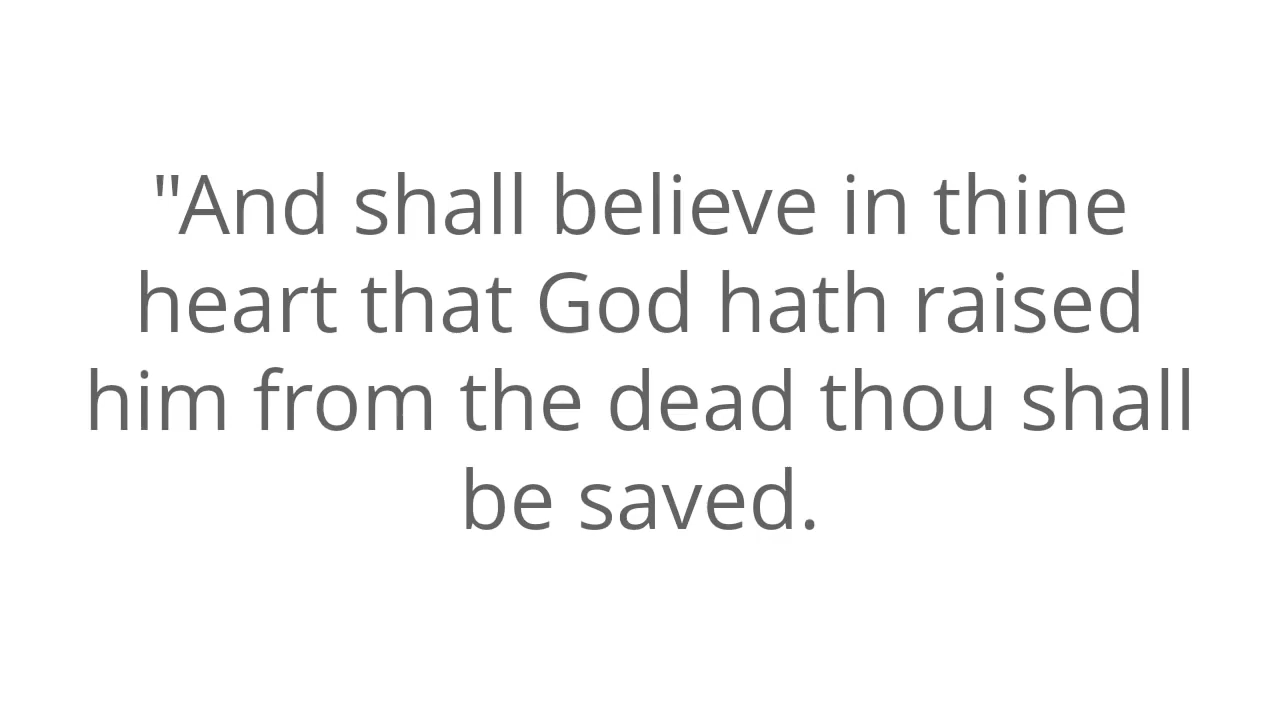 "And shall believe in thine
heart that God hath raised
him from the dead thou shall
be saved.